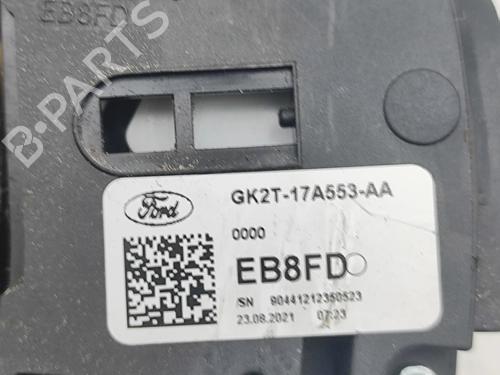 EB8FD
B-PARTS
Ford
GK2T-17A553-AA
0000
EB8FD
SN 90441212350523
23.08.2021 07:23